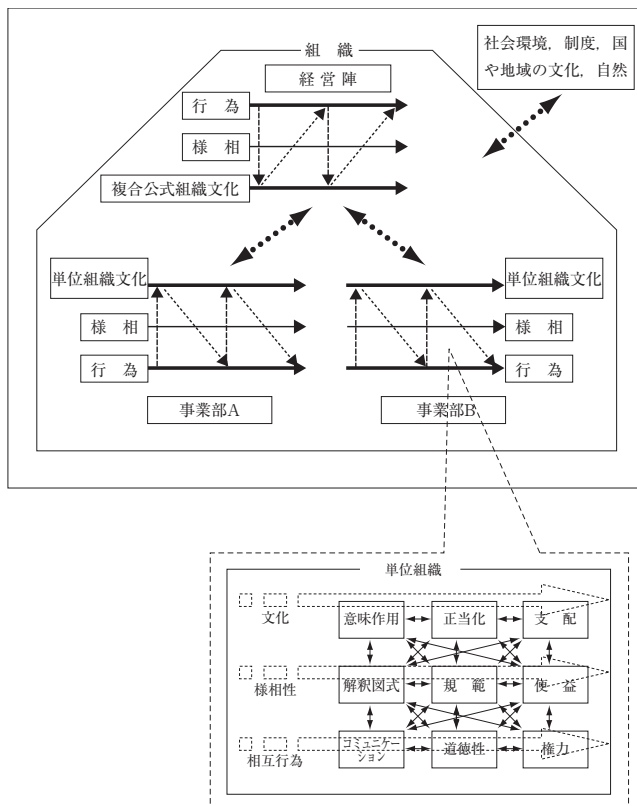 社会環境，制度，国
や地域の文化，自然
組　織
経 営 陣
行　為
様　相
複合公式組織文化
単位組織文化
様　相
行　為
事業部A
単位組織文化
様　相
行　為
事業部B
単位組織
文化
意味作用
正当化
支　配
様相性
解釈図式
規　範
便　益
相互行為
コミュニケー
ション
道徳性
権力